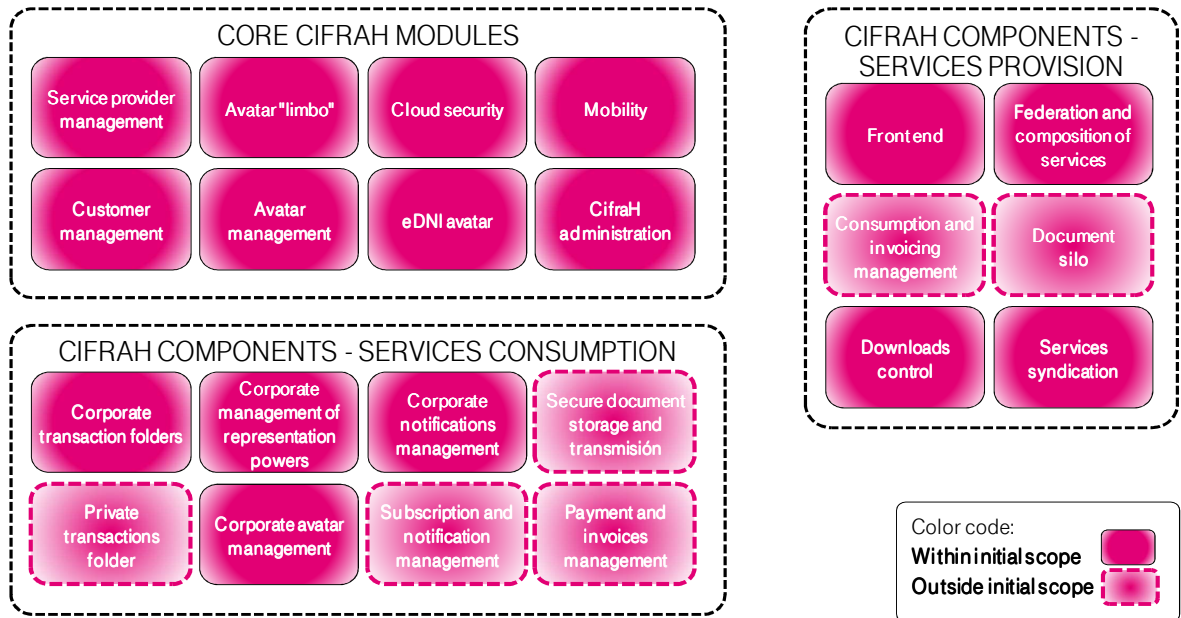 CORE CIFRAH MODULES
Service provider
management
Avatar "limbo"
Cloud security
Mobility
Customer
management
Avatar
management
eDNI avatar
CifraH
administration
CIFRAH COMPONENTS - SERVICES CONSUMPTION
Corporate
transaction folders
Corporate
management of
representation
powers
Corporate
notifications
management
Secure document
storage and
transmisión
Private
transactions
folder
Corporate avatar
management
Subscription and
notification
management
Payment and
invoices
management
CIFRAH COMPONENTS -
SERVICES PROVISION
Front end
Federation and
composition of
services
Consumption and
invoicing
management
Document
silo
Downloads
control
Services
syndication
Color code:
Within initial scope
Outside initial scope